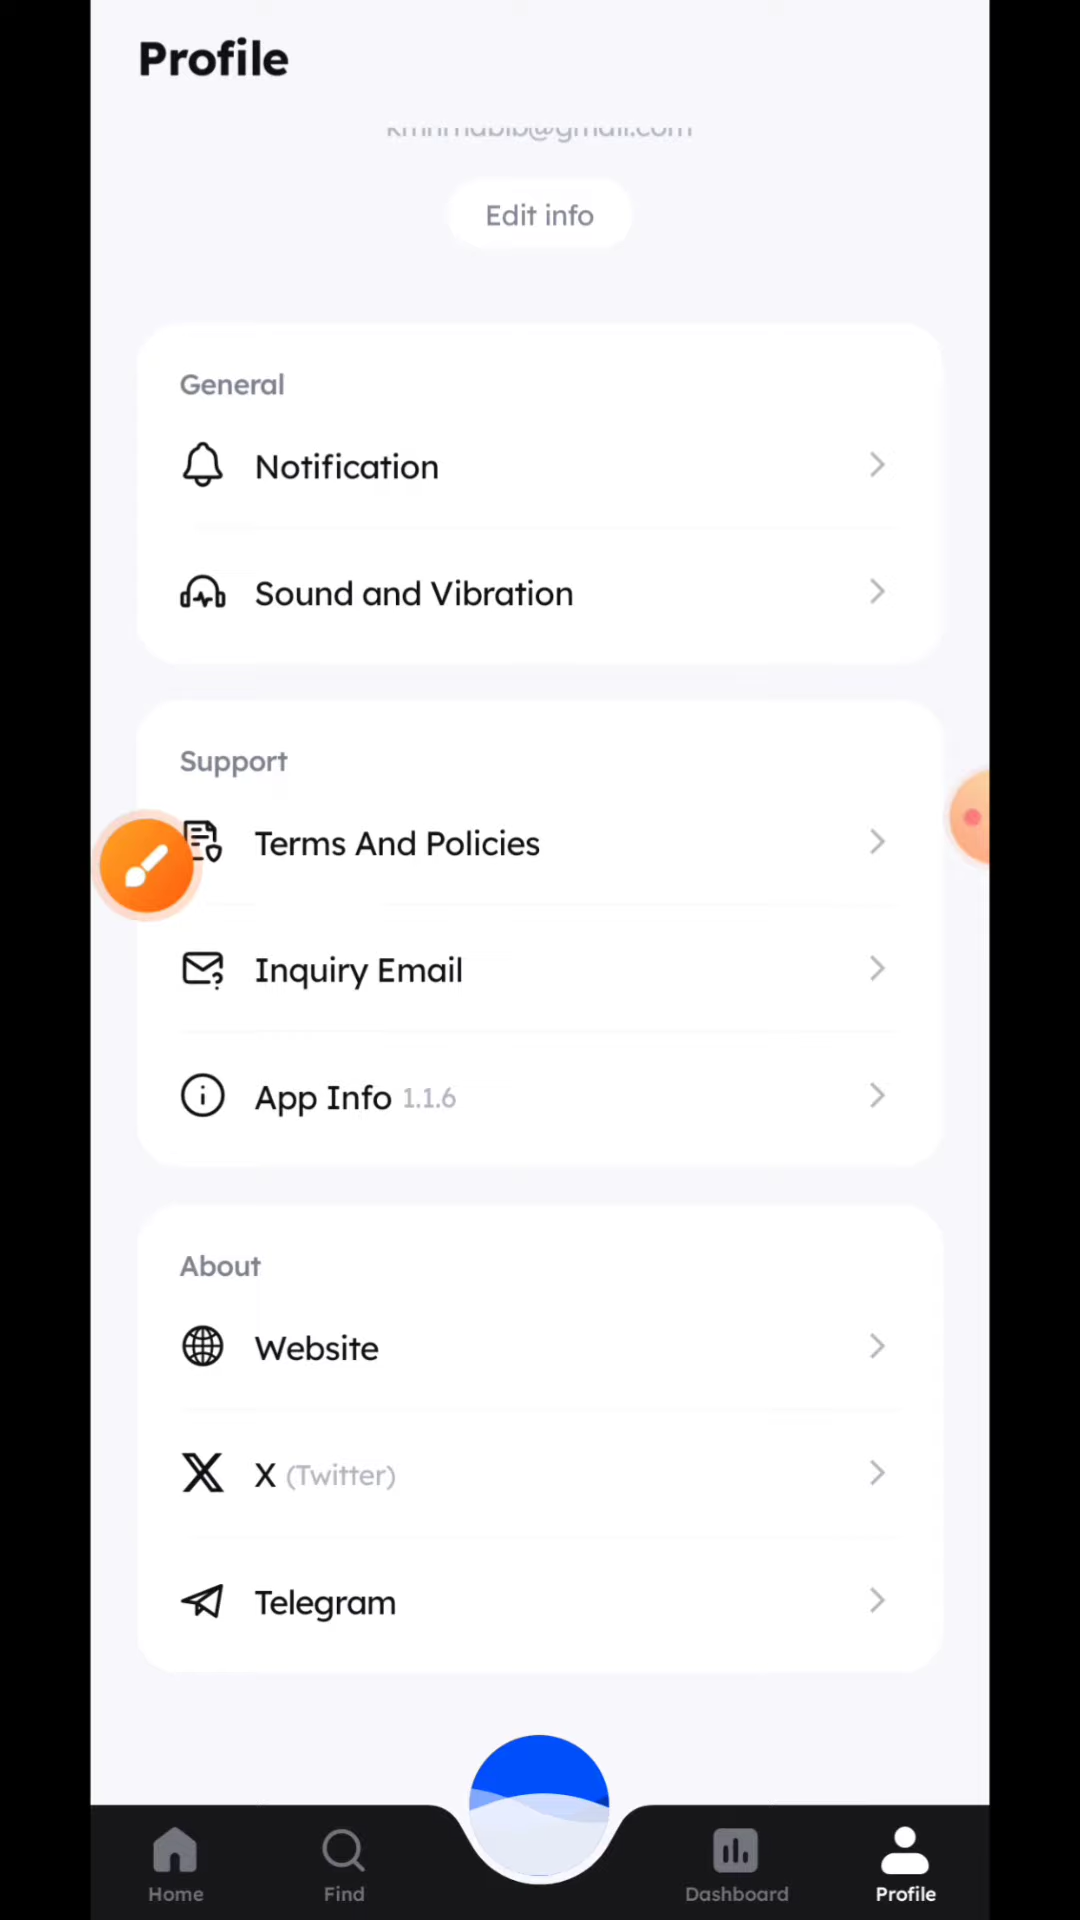 Profile
Edit info
General
Notification
Sound and Vibration
Support
Terms And Policies
Inquiry Email
App Info 1.1.6
About
Website
X (Twitter)
Telegram
Home
Find
Dashboard
Profile